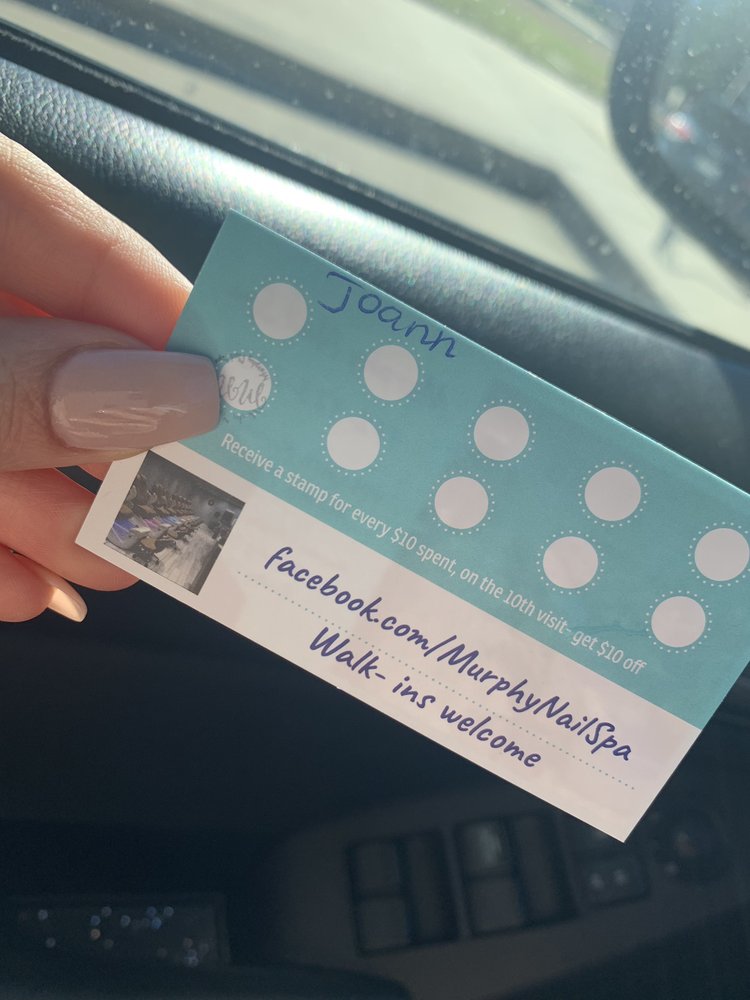 Joann
Receive a stamp for every $10 spent, on the 10th visit- get $10 off
facebook.com/MurphyNailSpa
Walk- ins welcome